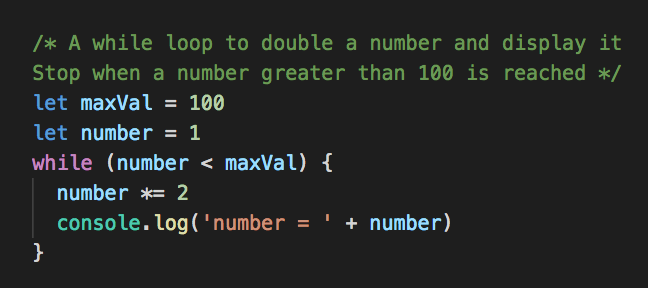 /* A while loop to double a number and display it
Stop when a number greater than 100 is reached */
let maxVal = 100
let number = 1
while (number < maxVal) {
  number *= 2
  console.log('number = ' + number)
}